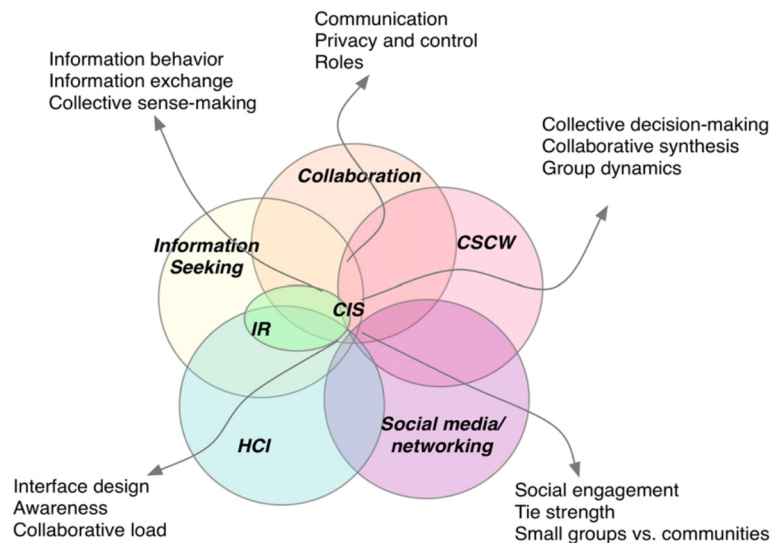 Communication
Privacy and control
Roles
Information behavior
Information exchange
Collective sense-making
Collective decision-making
Collaborative synthesis
Group dynamics
Collaboration
CSCW
Information
Seeking
CIS
IR
Social media/
networking
HCI
Interface design
Awareness
Collaborative load
Social engagement
Tie strength
Small groups vs. communities